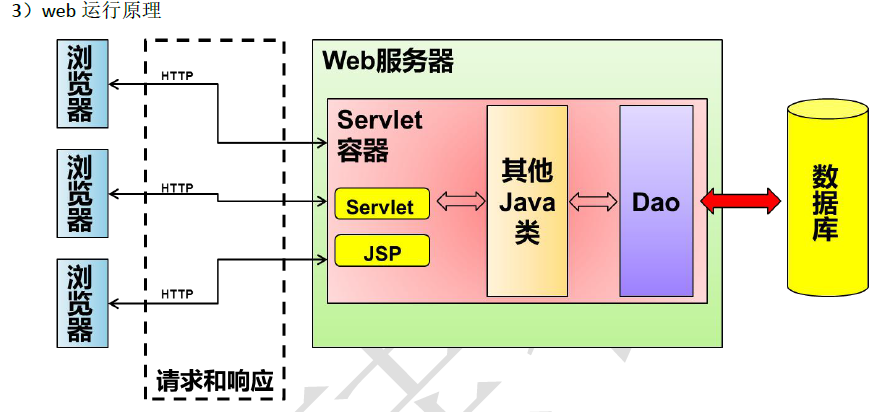 3）web 运行原理
浏览器
HTTP
浏览器
HTTP
浏览器
HTTP
请求和响应
Web服务器
Servlet
容器
Servlet
JSP
其他
Java
类
Dao
数据库